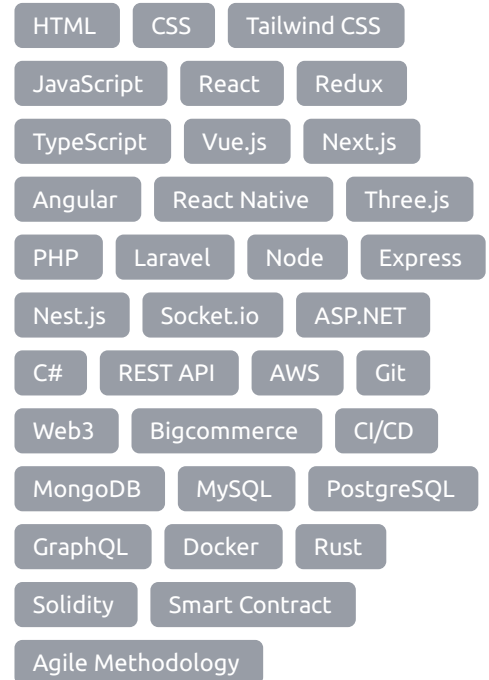 HTML CSS Tailwind CSS
JavaScript React Redux
TypeScript Vue.js Next.js
Angular React Native Three.js
PHP Laravel Node Express
Nest.js Socket.io ASP.NET
C# REST API AWS Git
Web3 Bigcommerce CI/CD
MongoDB MySQL PostgreSQL
GraphQL Docker Rust
Solidity Smart Contract
Agile Methodology